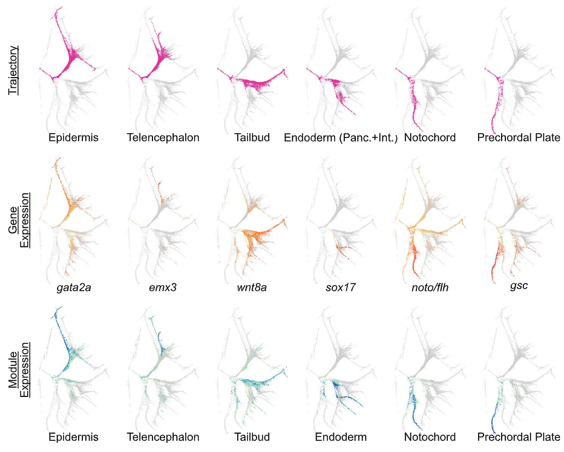 Trajectory
Epidermis
Telencephalon
Tailbud
Endoderm (Panc.+Int.)
Notochord
Prechordal Plate
Gene
Expression
gata2a
emx3
wnt8a
sox17
noto/flh
gsc
Module
Expression
Epidermis
Telencephalon
Tailbud
Endoderm
Notochord
Prechordal Plate